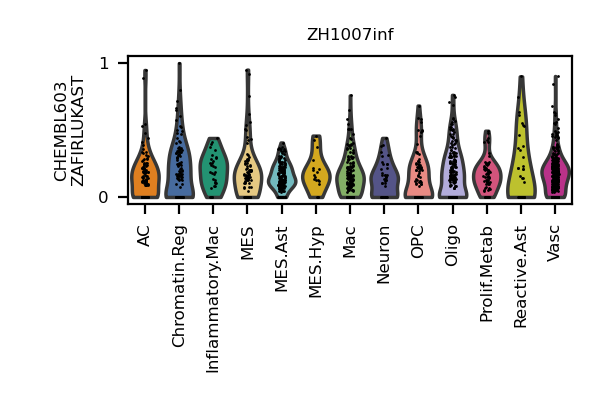 ZH1007inf
CHEMBL603
ZAFIRLUKAST
1
0
AC
Chromatin.Reg
Inflammatory.Mac
MES
MES.Ast
MES.Hyp
Mac
Neuron
OPC
Oligo
Prolif.Metab
Reactive.Ast
Vasc